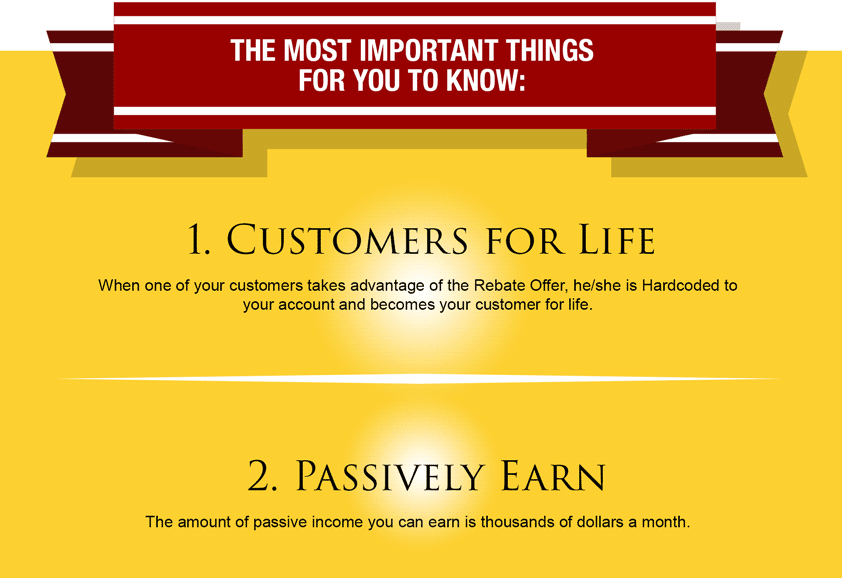 THE MOST IMPORTANT THINGS
FOR YOU TO KNOW:
1. CUSTOMERS FOR LIFE
When one of your customers takes advantage of the Rebate Offer, he/she is Hardcoded to
your account and becomes your customer for life.
2. PASSIVELY EARN
The amount of passive income you can earn is thousands of dollars a month.